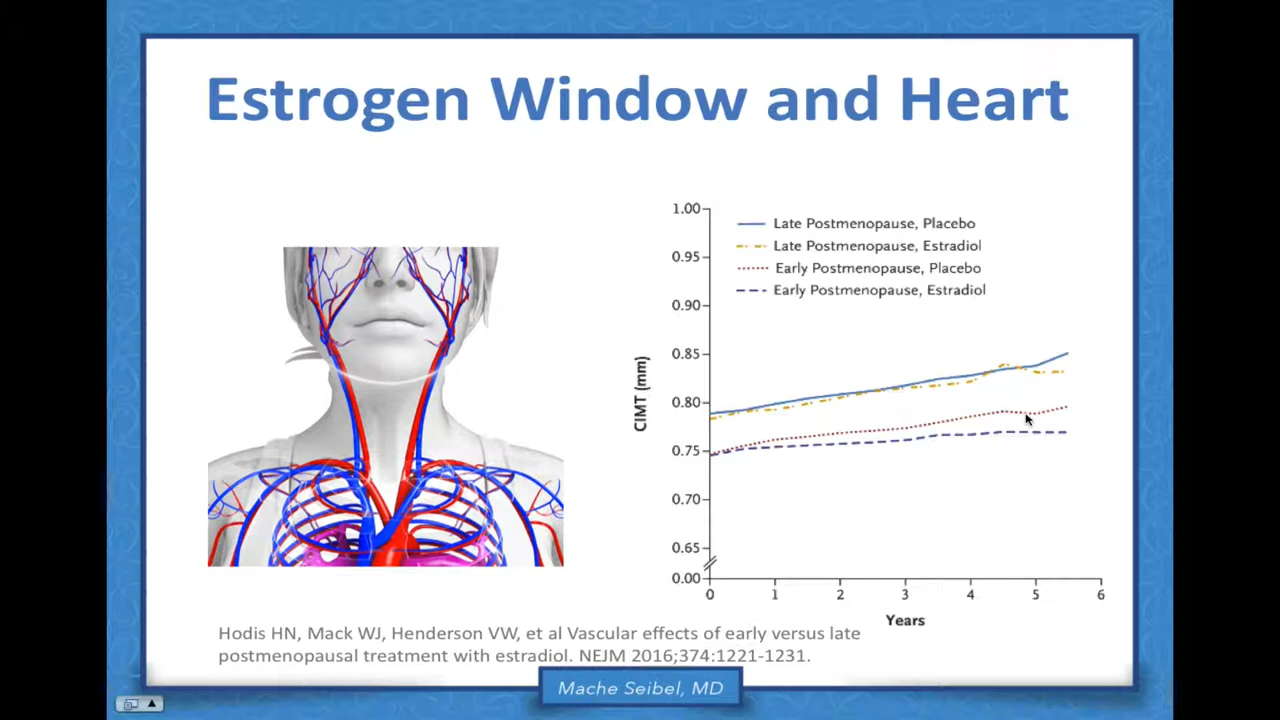 Estrogen Window and Heart
1.00
0.95
0.90
0.85
0.80
0.75
0.70
0.65
0.00
CIMT (mm)
Late Postmenopause, Placebo
Late Postmenopause, Estradiol
Early Postmenopause, Placebo
Early Postmenopause, Estradiol
0 1 2 3 4 5 6
Years
Hodis HN, Mack WJ, Henderson VW, et al Vascular effects of early versus late
postmenopausal treatment with estradiol. NEJM 2016;374:1221-1231.
Mache Seibel, MD